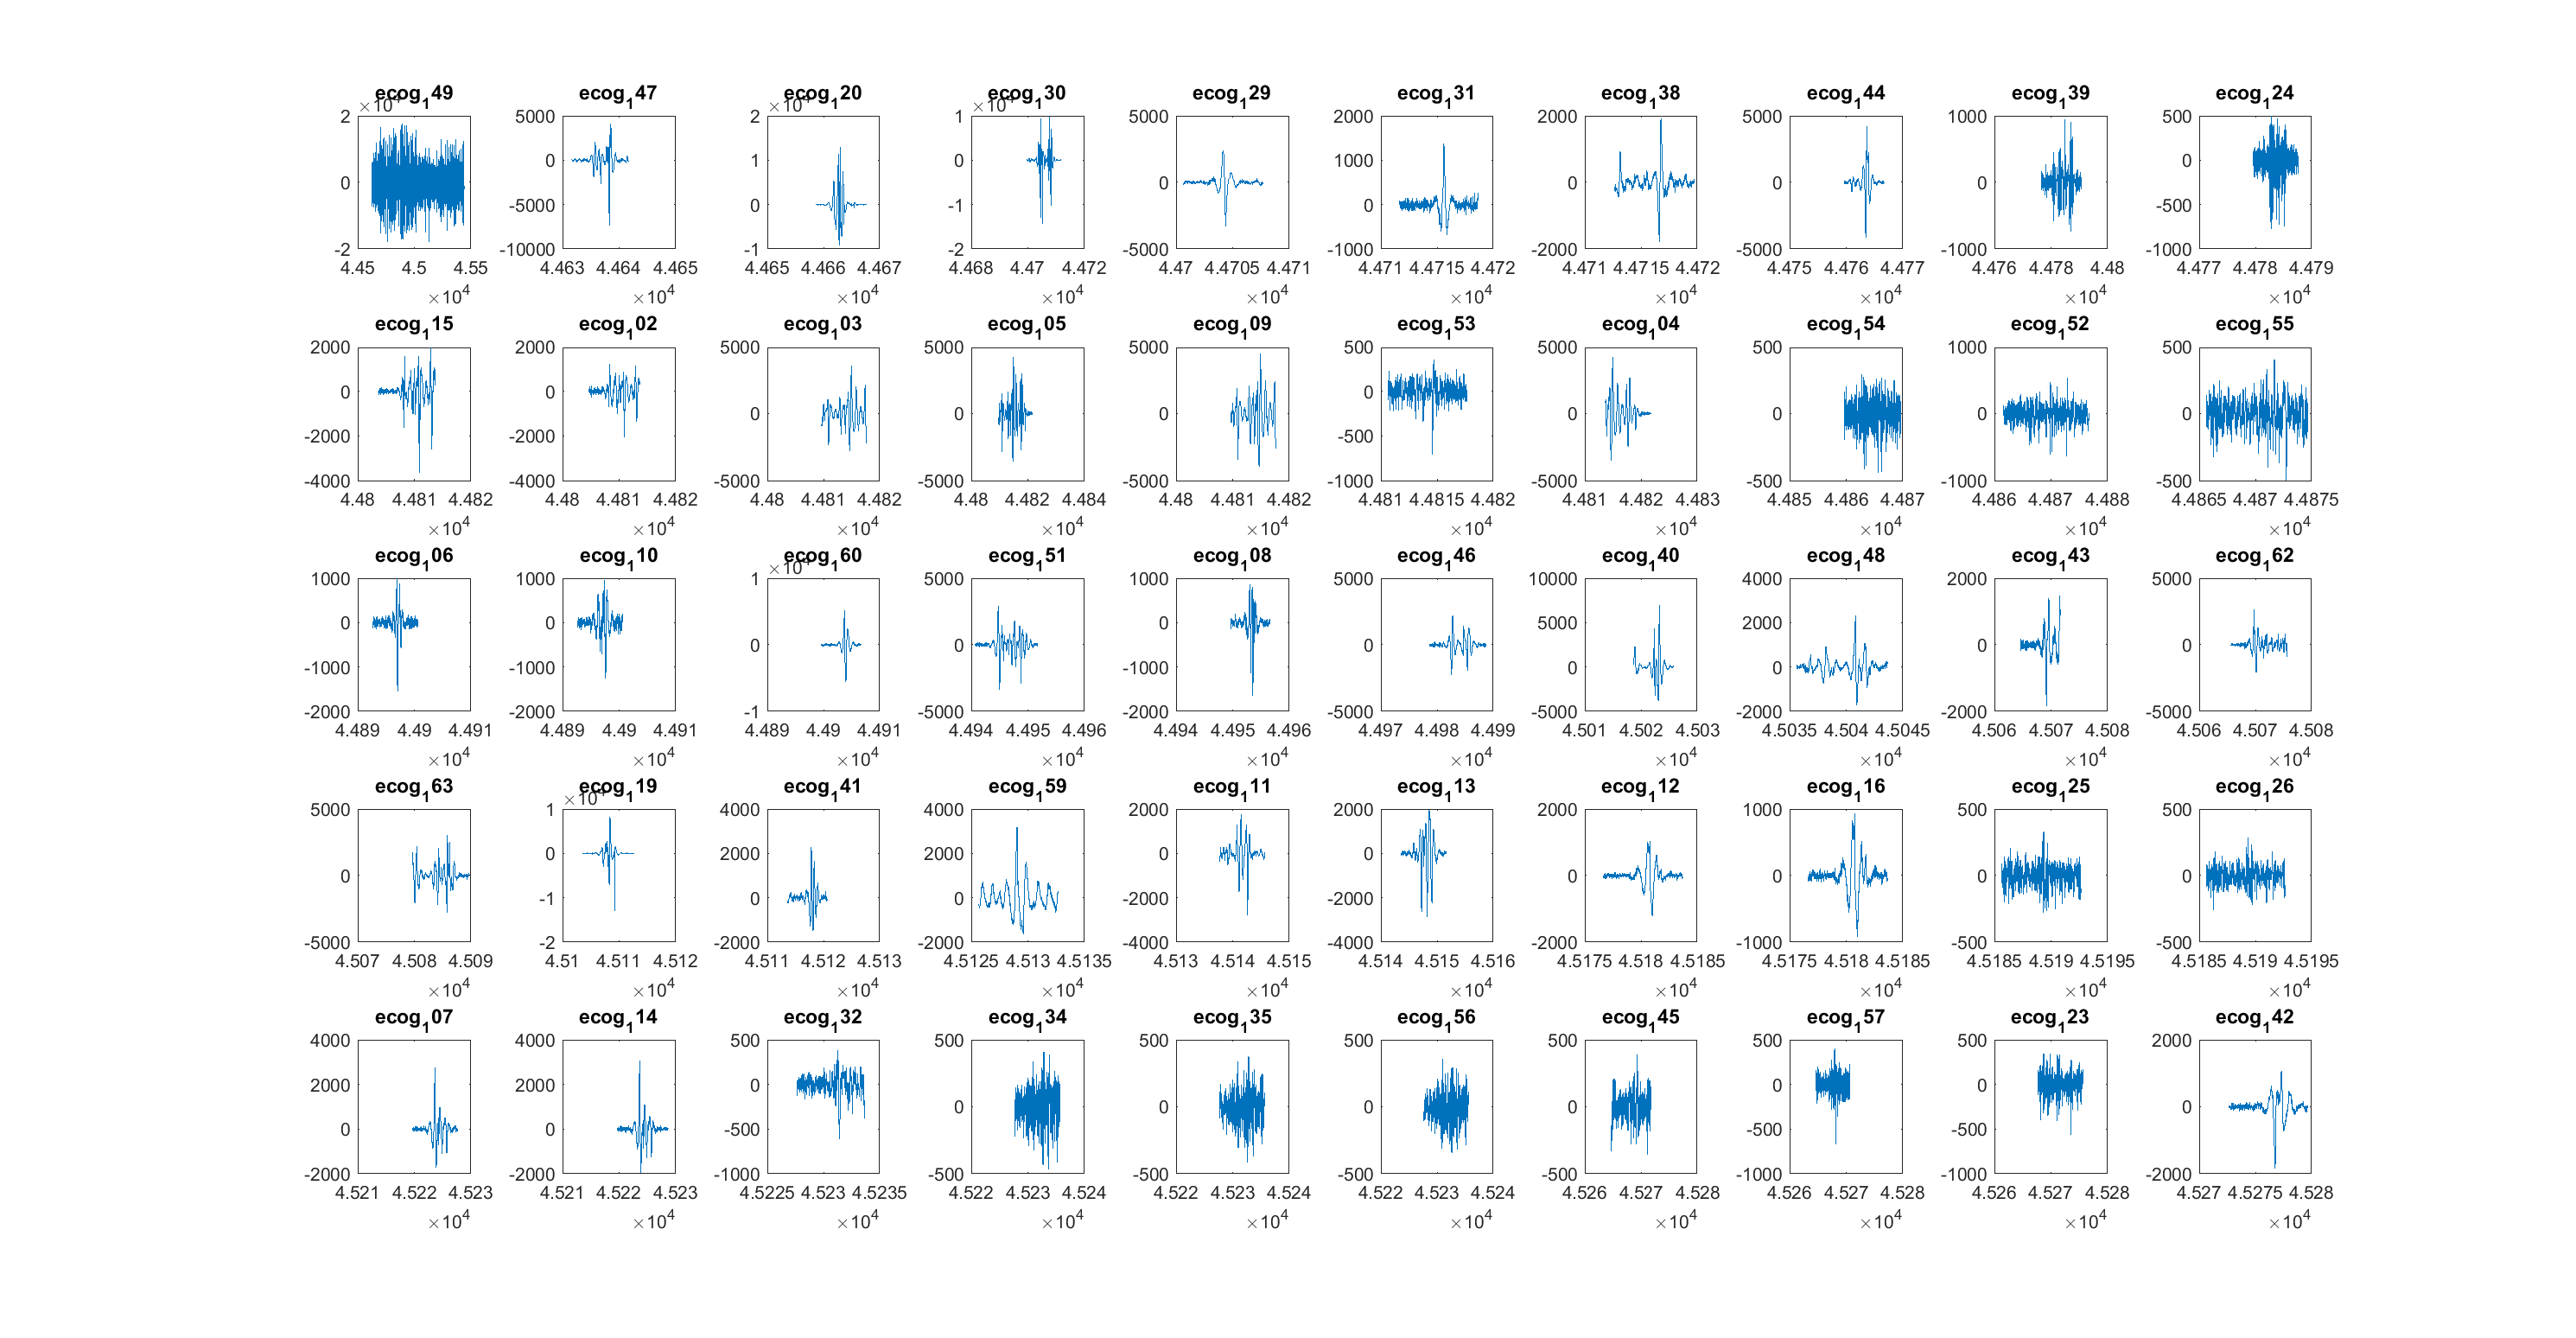 ecog₁49
×10⁴
2
1
0
-1
-2
4.45 4.5 4.55
×10⁴
ecog₁47
5000
0
-5000
-10000
4.463 4.464 4.465
×10⁴
ecog₁20
×10⁴
2
1
0
-1
4.465 4.466 4.467
×10⁴
ecog₁30
×10⁴
1
0
-1
-2
4.468 4.47 4.472
×10⁴
ecog₁29
5000
0
-5000
4.47 4.4705 4.471
×10⁴
ecog₁31
2000
1000
0
-1000
4.471 4.4715 4.472
×10⁴
ecog₁38
2000
0
-2000
4.471 4.4715 4.472
×10⁴
ecog₁44
5000
0
-5000
4.475 4.476 4.477
×10⁴
ecog₁39
1000
0
-1000
4.476 4.478 4.48
×10⁴
ecog₁24
500
0
-500
-1000
4.477 4.478 4.479
×10⁴
ecog₁15
2000
0
-2000
-4000
4.48 4.481 4.482
×10⁴
ecog₁02
2000
0
-2000
-4000
4.48 4.481 4.482
×10⁴
ecog₁03
5000
0
-5000
4.48 4.481 4.482
×10⁴
ecog₁05
5000
0
-5000
4.48 4.482 4.484
×10⁴
ecog₁09
5000
0
-5000
4.48 4.481 4.482
×10⁴
ecog₁53
500
0
-500
-1000
4.481 4.4815 4.482
×10⁴
ecog₁04
5000
0
-5000
4.481 4.482 4.483
×10⁴
ecog₁54
500
0
-500
4.485 4.486 4.487
×10⁴
ecog₁52
1000
0
-1000
4.486 4.487 4.488
×10⁴
ecog₁55
500
0
-500
4.4865 4.487 4.4875
×10⁴
ecog₁06
1000
0
-1000
-2000
4.489 4.49 4.491
×10⁴
ecog₁10
1000
0
-1000
-2000
4.489 4.49 4.491
×10⁴
ecog₁60
×10⁴
1
0
-1
4.489 4.49 4.491
×10⁴
ecog₁51
5000
0
-5000
4.494 4.495 4.496
×10⁴
ecog₁08
1000
0
-1000
-2000
4.494 4.495 4.496
×10⁴
ecog₁46
5000
0
-5000
4.497 4.498 4.499
×10⁴
ecog₁40
10000
5000
0
-5000
4.501 4.502 4.503
×10⁴
ecog₁48
4000
2000
0
-2000
4.5035 4.504 4.5045
×10⁴
ecog₁43
2000
0
-2000
4.506 4.507 4.508
×10⁴
ecog₁62
5000
0
-5000
4.506 4.507 4.508
×10⁴
ecog₁63
5000
0
-5000
4.507 4.508 4.509
×10⁴
ecog₁19
×10⁴
1
0
-1
-2
4.51 4.511 4.512
×10⁴
ecog₁41
4000
2000
0
-2000
4.511 4.512 4.513
×10⁴
ecog₁59
4000
2000
0
-2000
4.5125 4.513 4.5135
×10⁴
ecog₁11
2000
0
-2000
-4000
4.513 4.514 4.515
×10⁴
ecog₁13
2000
0
-2000
-4000
4.514 4.515 4.516
×10⁴
ecog₁12
2000
0
-2000
4.5175 4.518 4.5185
×10⁴
ecog₁16
1000
0
-1000
4.5175 4.518 4.5185
×10⁴
ecog₁25
500
0
-500
4.5185 4.519 4.5195
×10⁴
ecog₁26
500
0
-500
4.5185 4.519 4.5195
×10⁴
ecog₁07
4000
2000
0
-2000
4.521 4.522 4.523
×10⁴
ecog₁14
4000
2000
0
-2000
4.521 4.522 4.523
×10⁴
ecog₁32
500
0
-500
-1000
4.5225 4.523 4.5235
×10⁴
ecog₁34
500
0
-500
4.522 4.523 4.524
×10⁴
ecog₁35
500
0
-500
4.522 4.523 4.524
×10⁴
ecog₁56
500
0
-500
4.522 4.523 4.524
×10⁴
ecog₁45
500
0
-500
4.526 4.527 4.528
×10⁴
ecog₁57
500
0
-500
-1000
4.526 4.527 4.528
×10⁴
ecog₁23
500
0
-500
-1000
4.526 4.527 4.528
×10⁴
ecog₁42
2000
0
-2000
4.527 4.5275 4.528
×10⁴